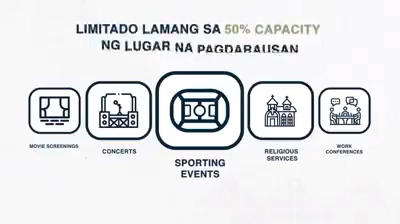 LIMITADO LAMANG SA 50% CAPACITY
NG LUGAR NA PAGDARAUSAN
MOVIE SCREENINGS
CONCERTS
SPORTING
EVENTS
RELIGIOUS
SERVICES
WORK
CONFERENCES